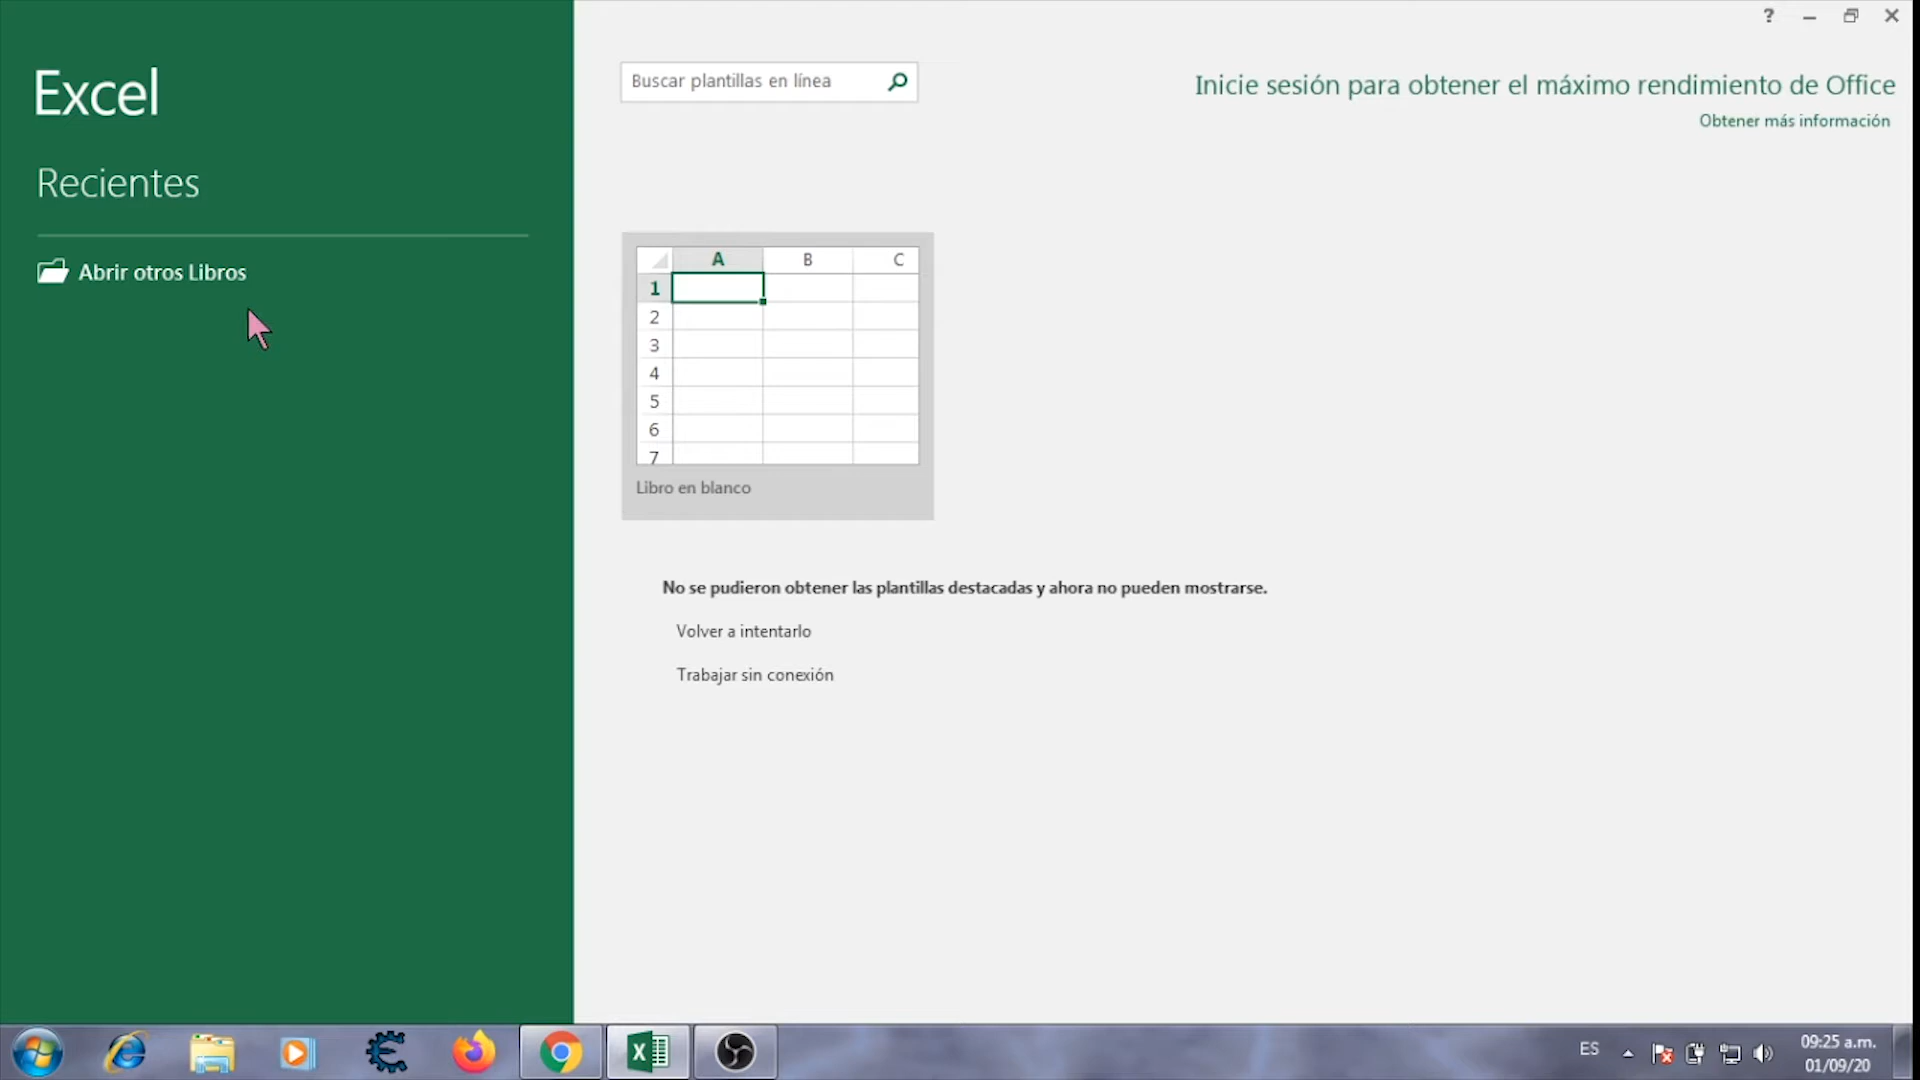 ?
Excel
Buscar plantillas en línea
Inicie sesión para obtener el máximo rendimiento de Office
Obtener más información
Recientes
Abrir otros Libros
A B C
1
2
3
4
5
6
7
Libro en blanco
No se pudieron obtener las plantillas destacadas y ahora no pueden mostrarse.
Volver a intentarlo
Trabajar sin conexión
ES
09:25 a.m.
01/09/20